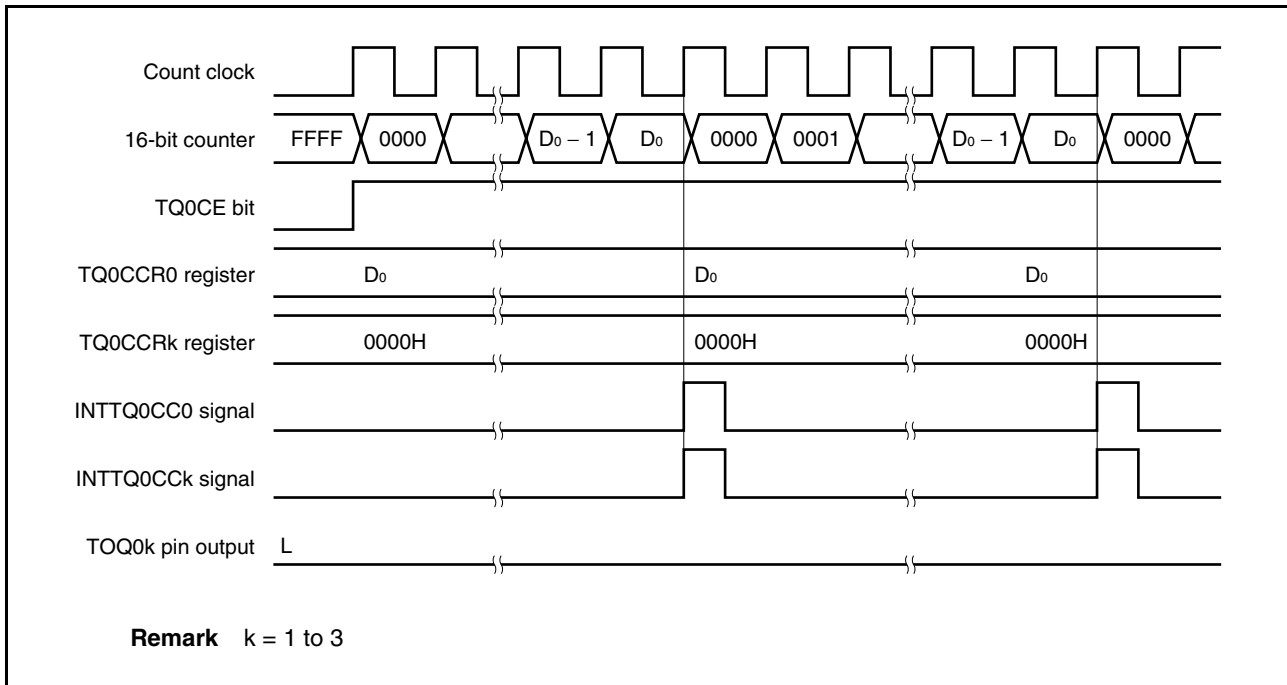 Count clock
16-bit counter FFFF 0000 D₀ – 1 D₀ 0000 0001 D₀ – 1 D₀ 0000
TQ0CE bit
TQ0CCR0 register D₀ D₀ D₀
TQ0CCRk register 0000H 0000H 0000H
INTTQ0CC0 signal
INTTQ0CCk signal
TOQ0k pin output L
Remark k = 1 to 3